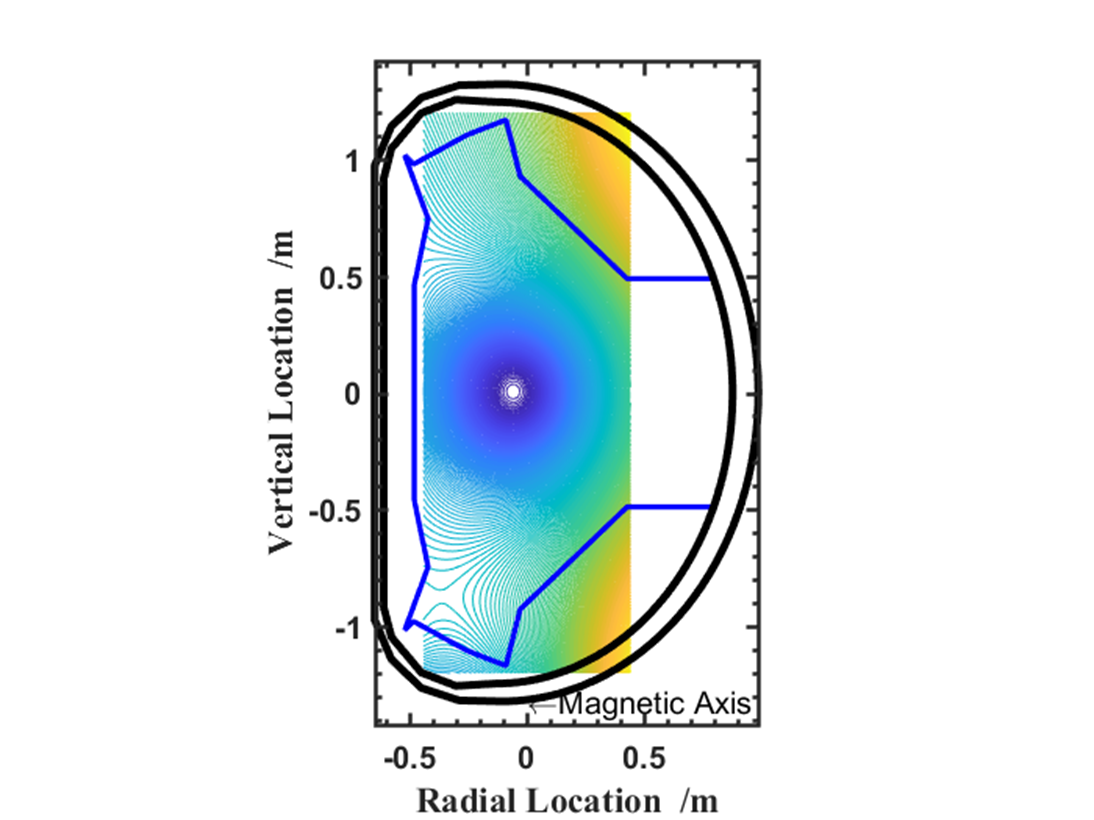 1
0.5
0
-0.5
-1
Vertical Location /m
←Magnetic Axis
-0.5 0 0.5
Radial Location /m